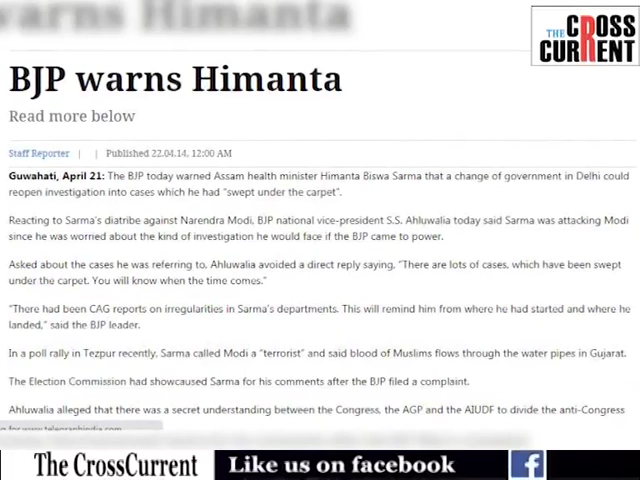 warns Himanta
THE CROSS
CURRENT
BJP warns Himanta
Read more below
Staff Reporter | | Published 22.04.14, 12:00 AM
Guwahati, April 21: The BJP today warned Assam health minister Himanta Biswa Sarma that a change of government in Delhi could
reopen investigation into cases which he had "swept under the carpet".
Reacting to Sarma's diatribe against Narendra Modi, BJP national vice-president S.S. Ahluwalia today said Sarma was attacking Modi
since he was worried about the kind of investigation he would face if the BJP came to power.
Asked about the cases he was referring to, Ahluwalia avoided a direct reply saying, "There are lots of cases, which have been swept
under the carpet. You will know when the time comes."
"There had been CAG reports on irregularities in Sarma's departments. This will remind him from where he had started and where he
landed," said the BJP leader.
In a poll rally in Tezpur recently, Sarma called Modi a "terrorist" and said blood of Muslims flows through the water pipes in Gujarat.
The Election Commission had showcaused Sarma for his comments after the BJP filed a complaint.
Ahluwalia alleged that there was a secret understanding between the Congress, the AGP and the AIUDF to divide the anti-Congress
for www.telegraphindia.com
The CrossCurrent Like us on facebook f